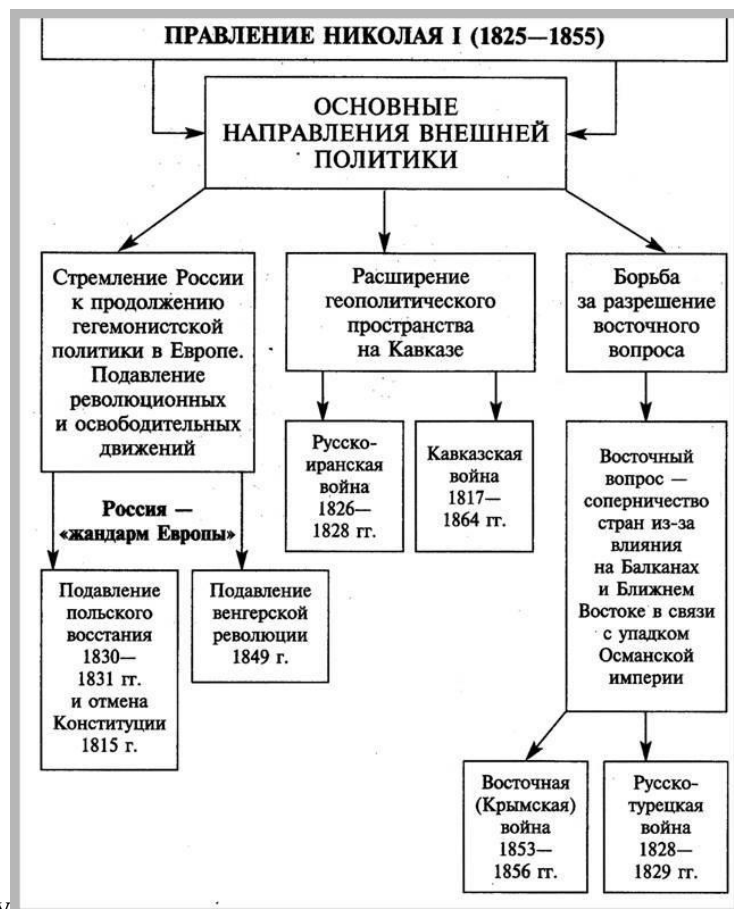 ПРАВЛЕНИЕ НИКОЛАЯ I (1825—1855)
ОСНОВНЫЕ
НАПРАВЛЕНИЯ ВНЕШНЕЙ
ПОЛИТИКИ
Стремление России
к продолжению
гегемонистской
политики в Европе.
Подавление
революционных
и освободительных
движений
Расширение
геополитического
пространства
на Кавказе
Борьба
за разрешение
восточного
вопроса
Россия —
«жандарм Европы»
Подавление
польского
восстания
1830—
1831 гг.
и отмена
Конституции
1815 г.
Подавление
венгерской
революции
1849 г.
Русско-
иранская
война
1826—
1828 гг.
Кавказская
война
1817—
1864 гг.
Восточный
вопрос —
соперничество
стран из-за
влияния
на Балканах
и Ближнем
Востоке в связи
с упадком
Османской
империи
Восточная
(Крымская)
война
1853—
1856 гг.
Русско-
турецкая
война
1828—
1829 гг.